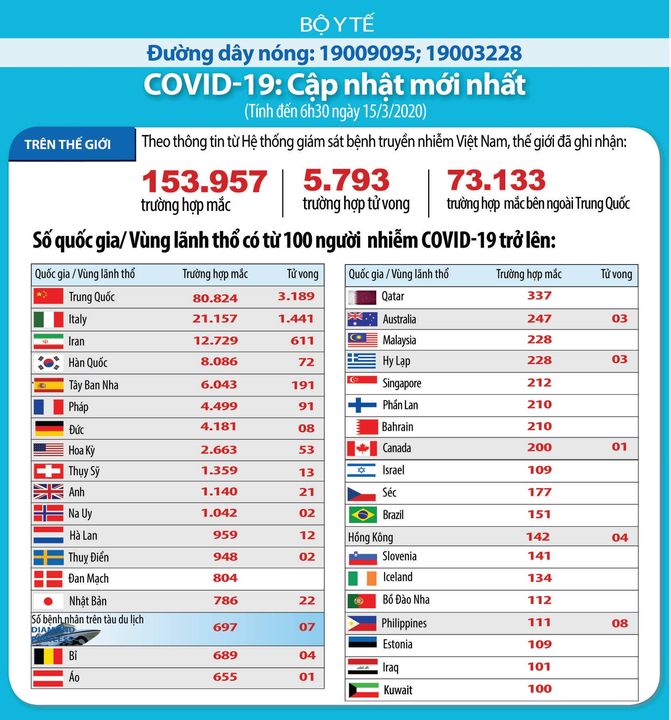 BỘ Y TẾ
Đường dây nóng: 19009095; 19003228
COVID-19: Cập nhật mới nhất
(Tính đến 6h30 ngày 15/3/2020)
TRÊN THẾ GIỚI
Theo thông tin từ Hệ thống giám sát bệnh truyền nhiễm Việt Nam, thế giới đã ghi nhận:
153.957 5.793 73.133
trường hợp mắc trường hợp tử vong trường hợp mắc bên ngoài Trung Quốc
Số quốc gia/ Vùng lãnh thổ có từ 100 người nhiễm COVID-19 trở lên:
Quốc gia / Vùng lãnh thổ Trường hợp mắc Tử vong
Trung Quốc 80.824 3.189
Italy 21.157 1.441
Iran 12.729 611
Hàn Quốc 8.086 72
Tây Ban Nha 6.043 191
Pháp 4.499 91
Đức 4.181 08
Hoa Kỳ 2.663 53
Thụy Sỹ 1.359 13
Anh 1.140 21
Na Uy 1.042 02
Hà Lan 959 12
Thuỵ Điển 948 02
Đan Mạch 804
Nhật Bản 786 22
Số bệnh nhân trên tàu du lịch
DIAMOND PRINCESS 697 07
Bỉ 689 04
Áo 655 01
Quốc gia / Vùng lãnh thổ Trường hợp mắc Tử vong
Qatar 337
Australia 247 03
Malaysia 228
Hy Lạp 228 03
Singapore 212
Phần Lan 210
Bahrain 210
Canada 200 01
Israel 109
Séc 177
Brazil 151
Hồng Kông 142 04
Slovenia 141
Iceland 134
Bồ Đào Nha 112
Philippines 111 08
Estonia 109
Iraq 101
Kuwait 100